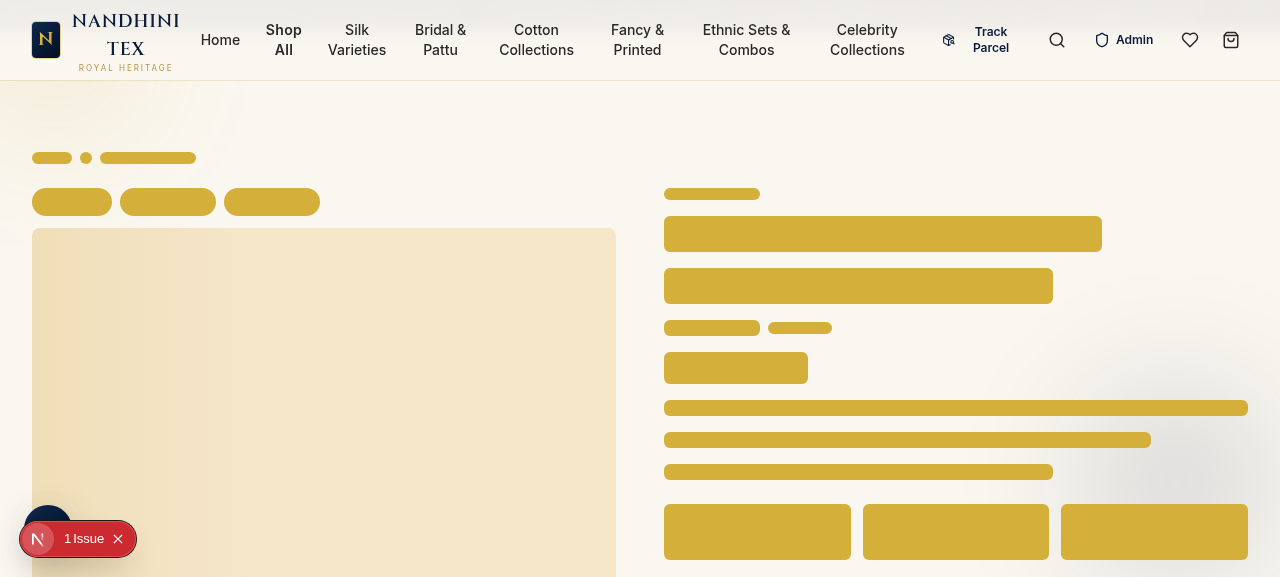 N
NANDHINI
TEX
ROYAL HERITAGE
Home
Shop
All
Silk
Varieties
Bridal &
Pattu
Cotton
Collections
Fancy &
Printed
Ethnic Sets &
Combos
Celebrity
Collections
Track
Parcel
Admin
N
1 Issue